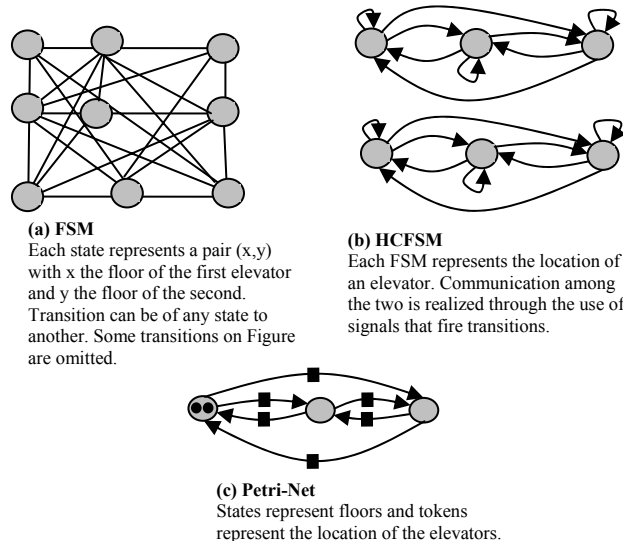 (a) FSM
Each state represents a pair (x,y)
with x the floor of the first elevator
and y the floor of the second.
Transition can be of any state to
another. Some transitions on Figure
are omitted.
(b) HCFSM
Each FSM represents the location of
an elevator. Communication among
the two is realized through the use of
signals that fire transitions.
(c) Petri-Net
States represent floors and tokens
represent the location of the elevators.